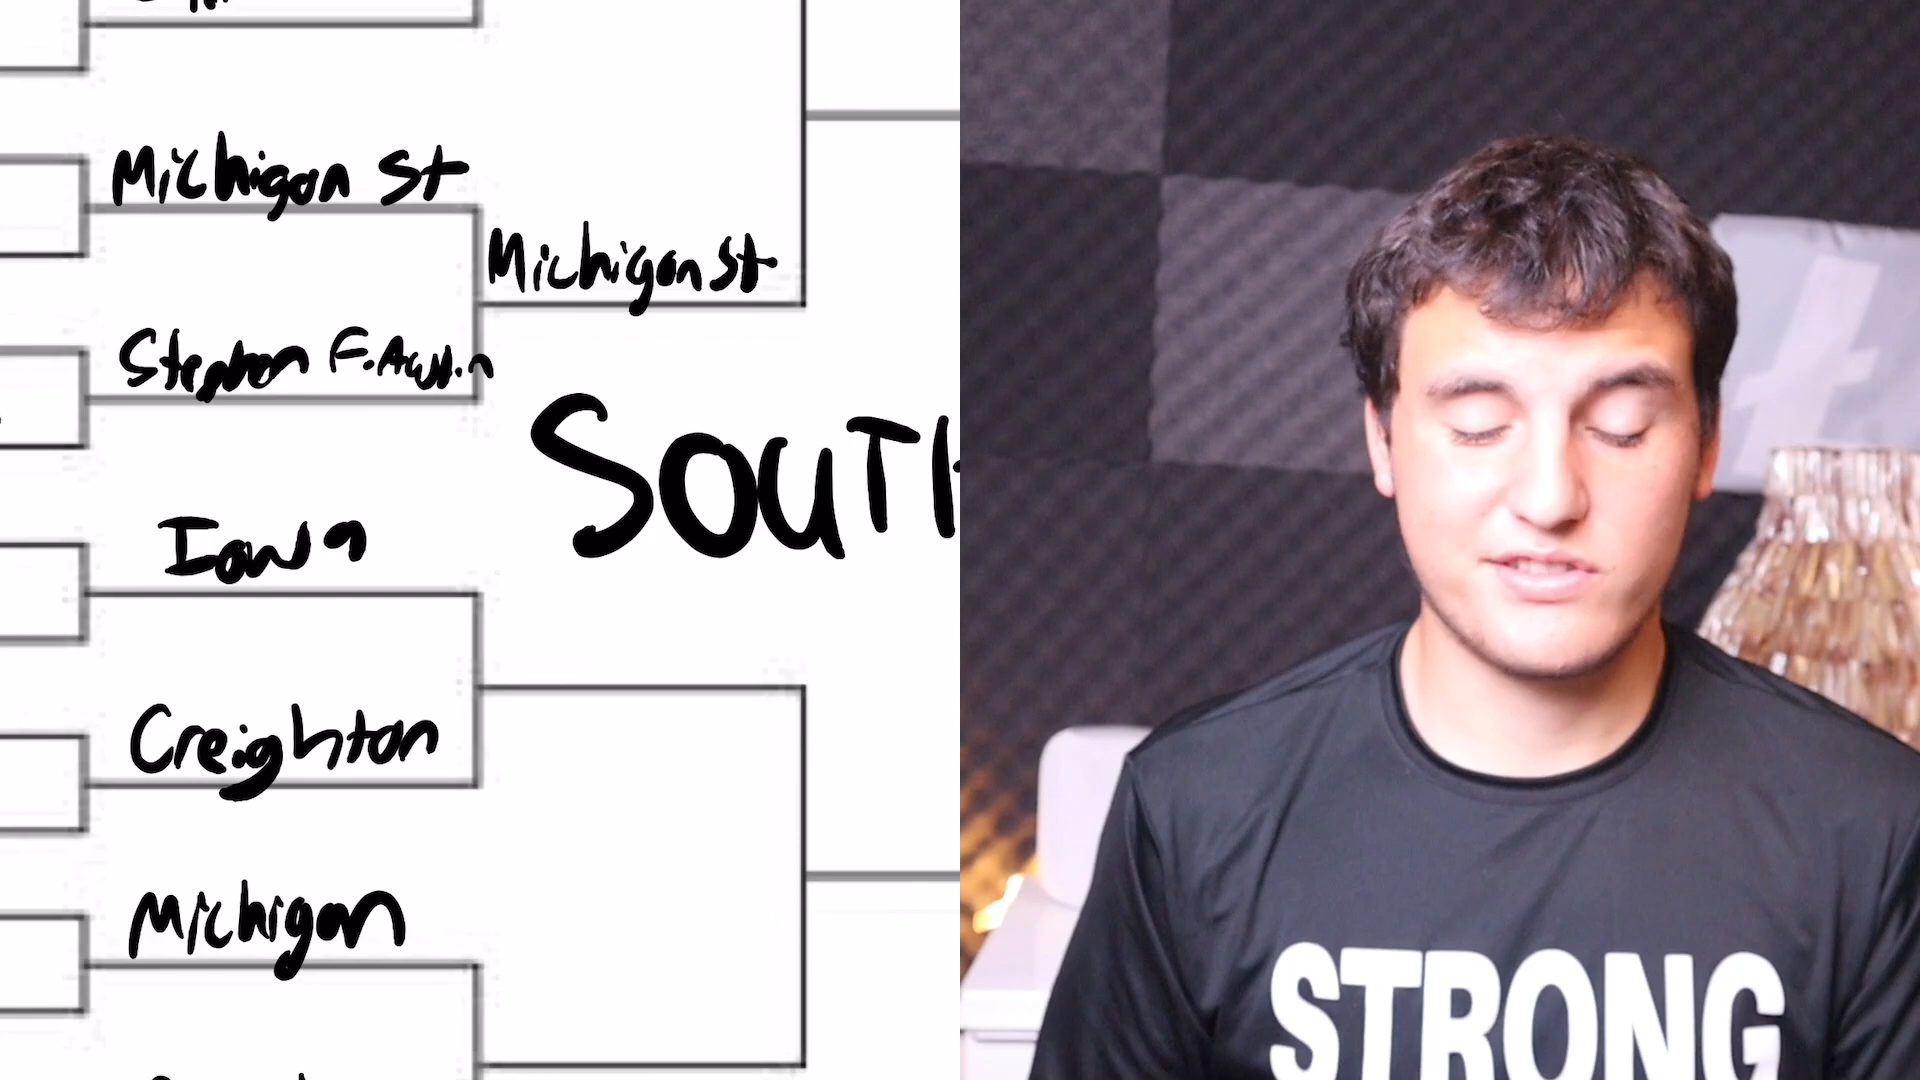 Michigan St
Michigan St
Stephen F. Austin
SOUTH
Iowa
Creighton
Michigan
STRONG